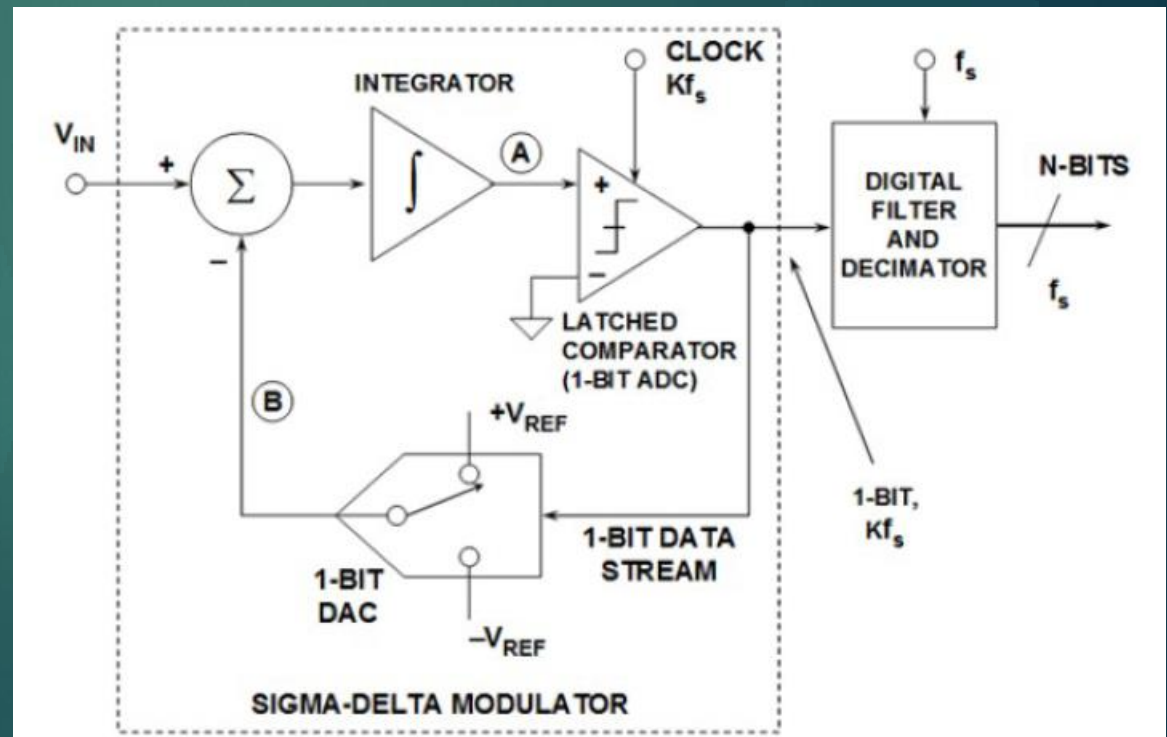 CLOCK
Kfs
fs
INTEGRATOR
VIN
A
+
Σ
∫
+
DIGITAL
FILTER
AND
DECIMATOR
N-BITS
−
−
fs
LATCHED
COMPARATOR
(1-BIT ADC)
B
+VREF
1-BIT,
Kfs
1-BIT DATA
STREAM
1-BIT
DAC
–VREF
SIGMA-DELTA MODULATOR